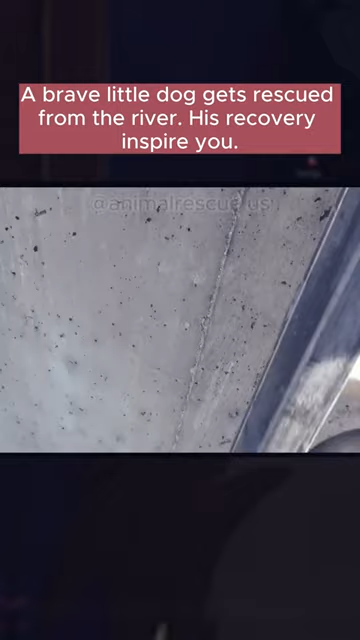 A brave little dog gets rescued
from the river. His recovery
inspire you.
@animalrescue.us